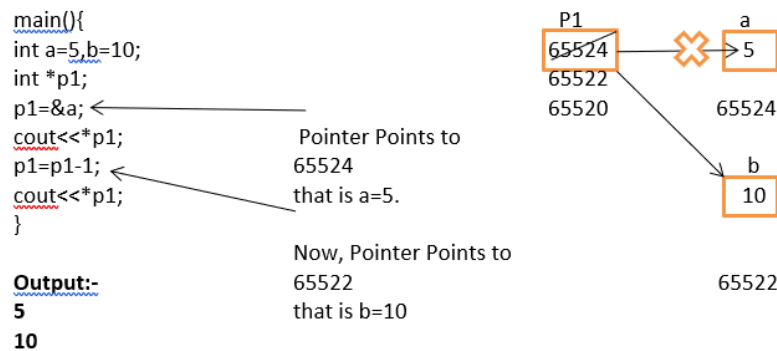 main(){
int a=5,b=10;
int *p1;
p1=&a;
cout<<*p1;
p1=p1-1;
cout<<*p1;
}
Output:-
5
10
Pointer Points to
65524
that is a=5.
Now, Pointer Points to
65522
that is b=10
P1
65524
65522
65520
a
5
65524
b
10
65522